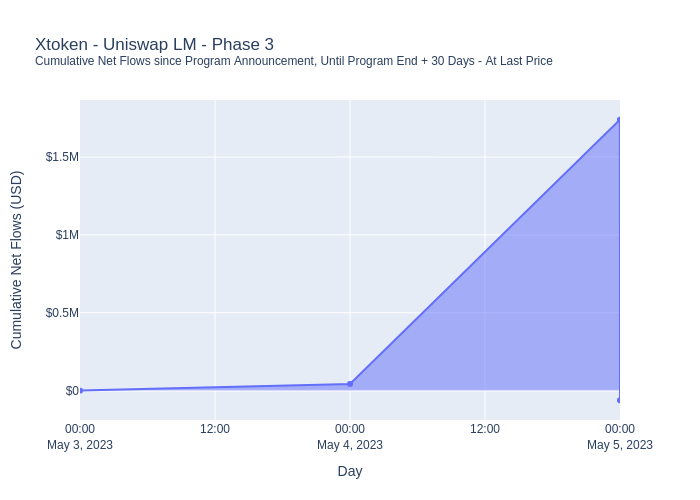 Xtoken - Uniswap LM - Phase 3
Cumulative Net Flows since Program Announcement, Until Program End + 30 Days - At Last Price
Cumulative Net Flows (USD)
$1.5M
$1M
$0.5M
$0
00:00 12:00 00:00 12:00 00:00
May 3, 2023 May 4, 2023 May 5, 2023
Day